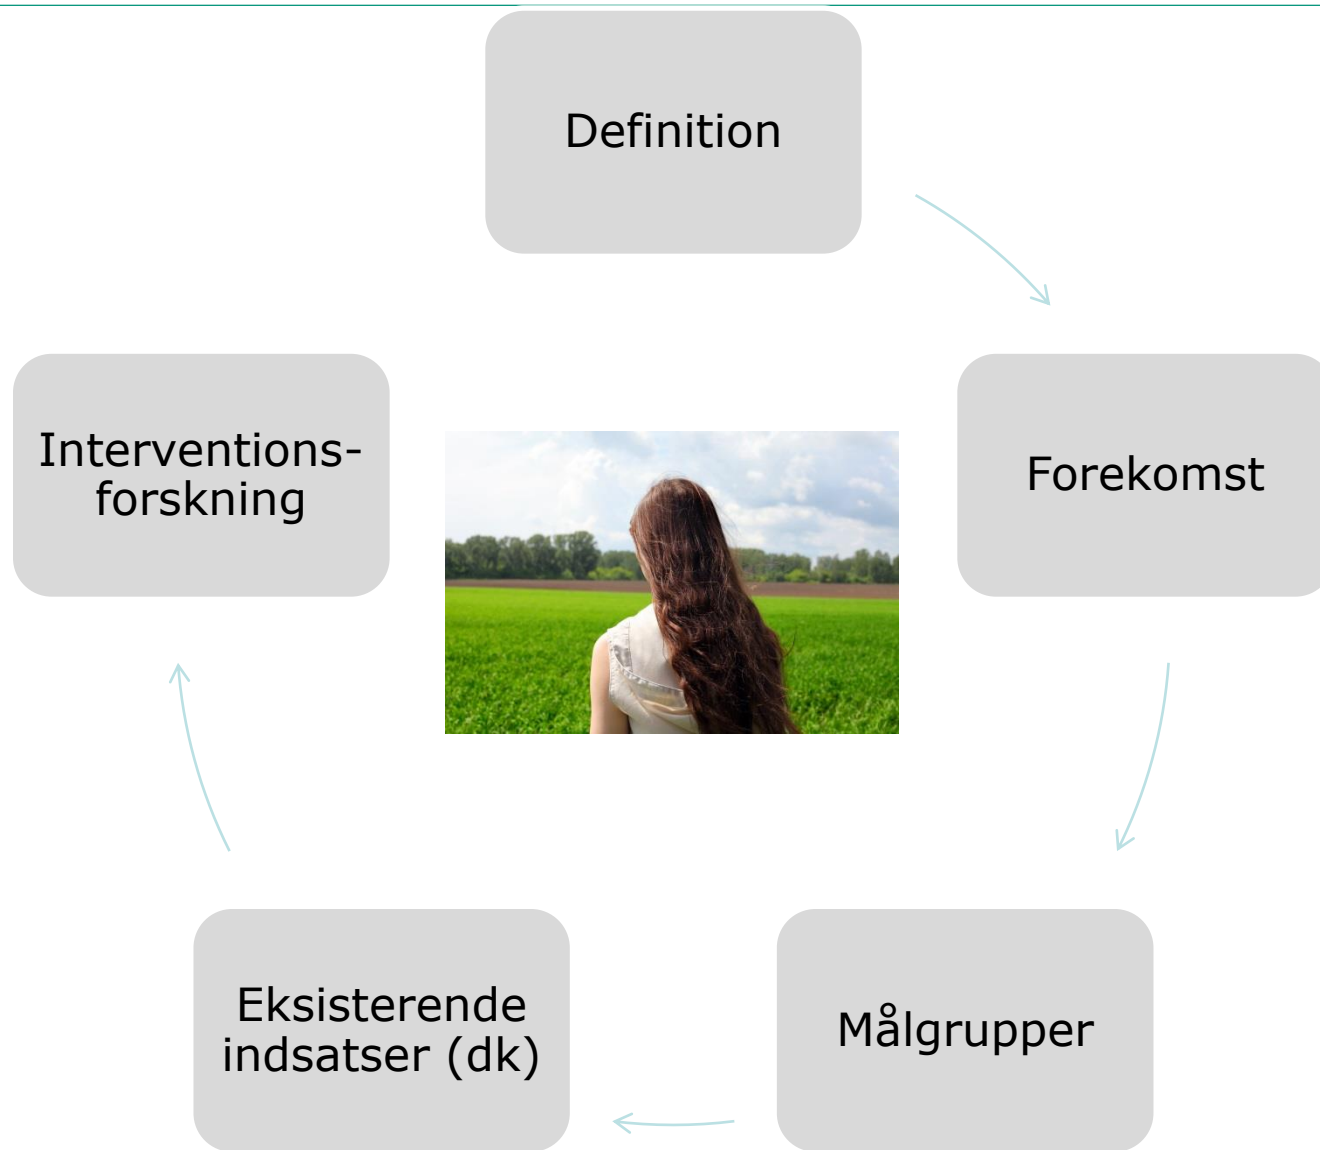 Definition
Forekomst
Målgrupper
Eksisterende
indsatser (dk)
Interventions-
forskning